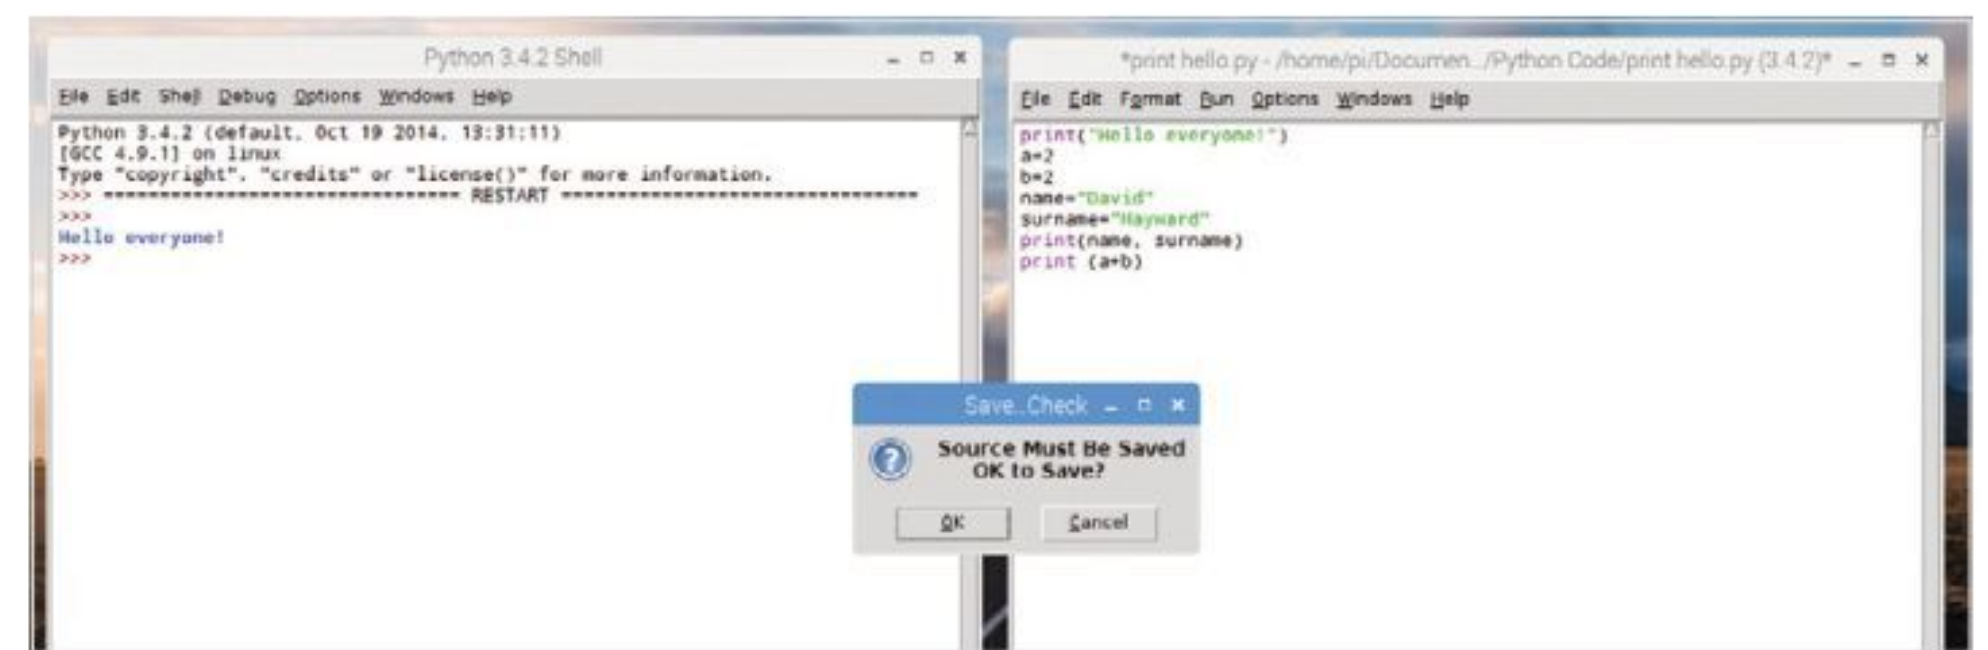 Python 3.4.2 Shell
File Edit Shell Debug Options Windows Help
Python 3.4.2 (default, Oct 19 2014, 13:31:11)
[GCC 4.9.1] on linux
Type "copyright", "credits" or "license()" for more information.
>>> ================================ RESTART ================================
>>>
Hello everyone!
>>>
*print hello.py - /home/pi/Documen.../Python Code/print hello.py (3.4.2)*
File Edit Format Run Options Windows Help
print("Hello everyone!")
a=2
b=2
name="David"
surname="Hayward"
print(name, surname)
print (a+b)
Save..Check
Source Must Be Saved
OK to Save?
OK Cancel